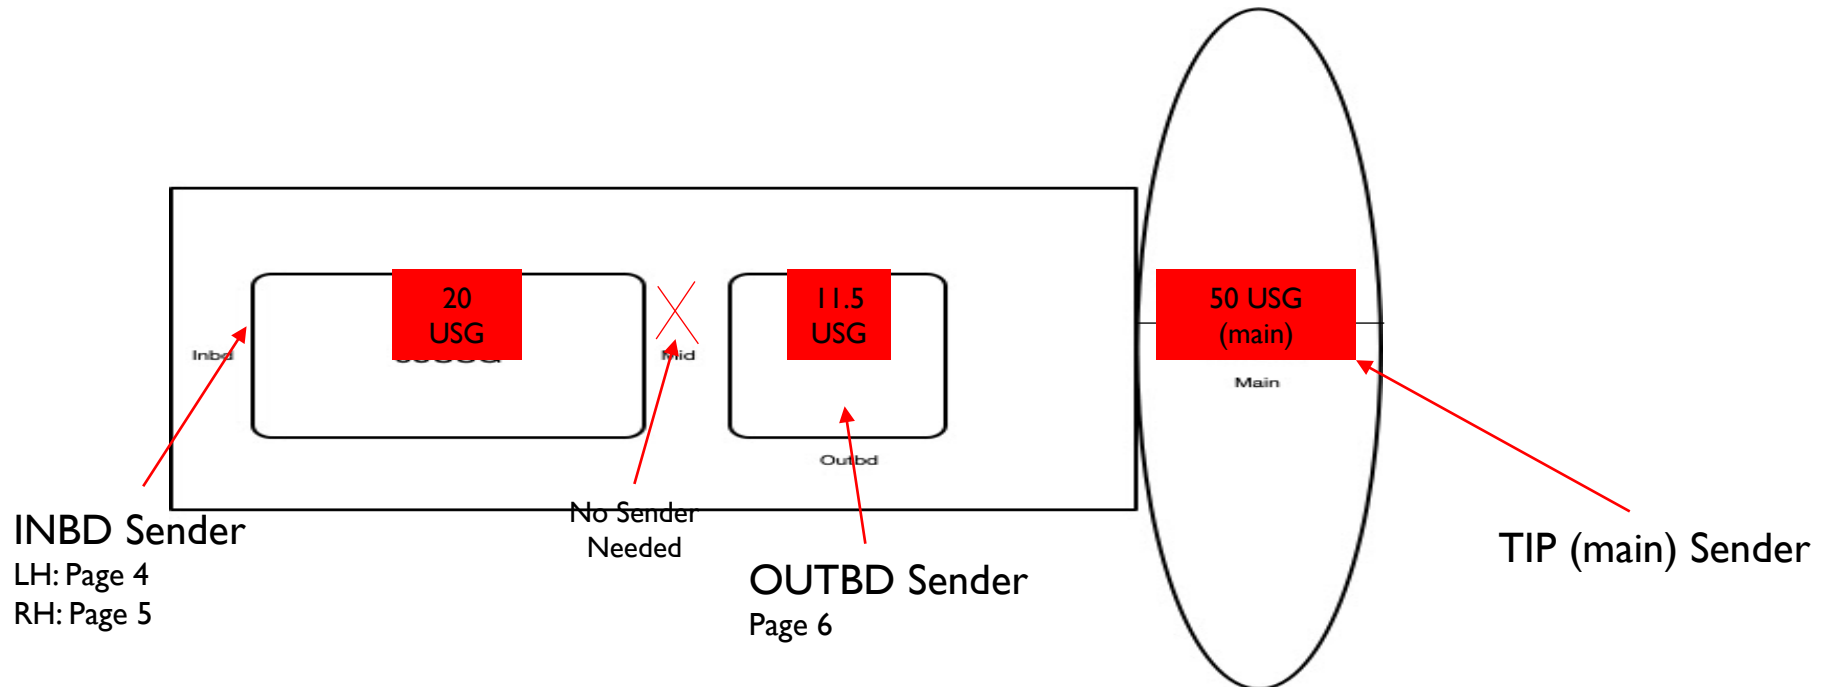 20
USG
11.5
USG
50 USG
(main)
Inbd
Mid
Main
Outbd
No Sender
Needed
INBD Sender
LH: Page 4
RH: Page 5
OUTBD Sender
Page 6
TIP (main) Sender